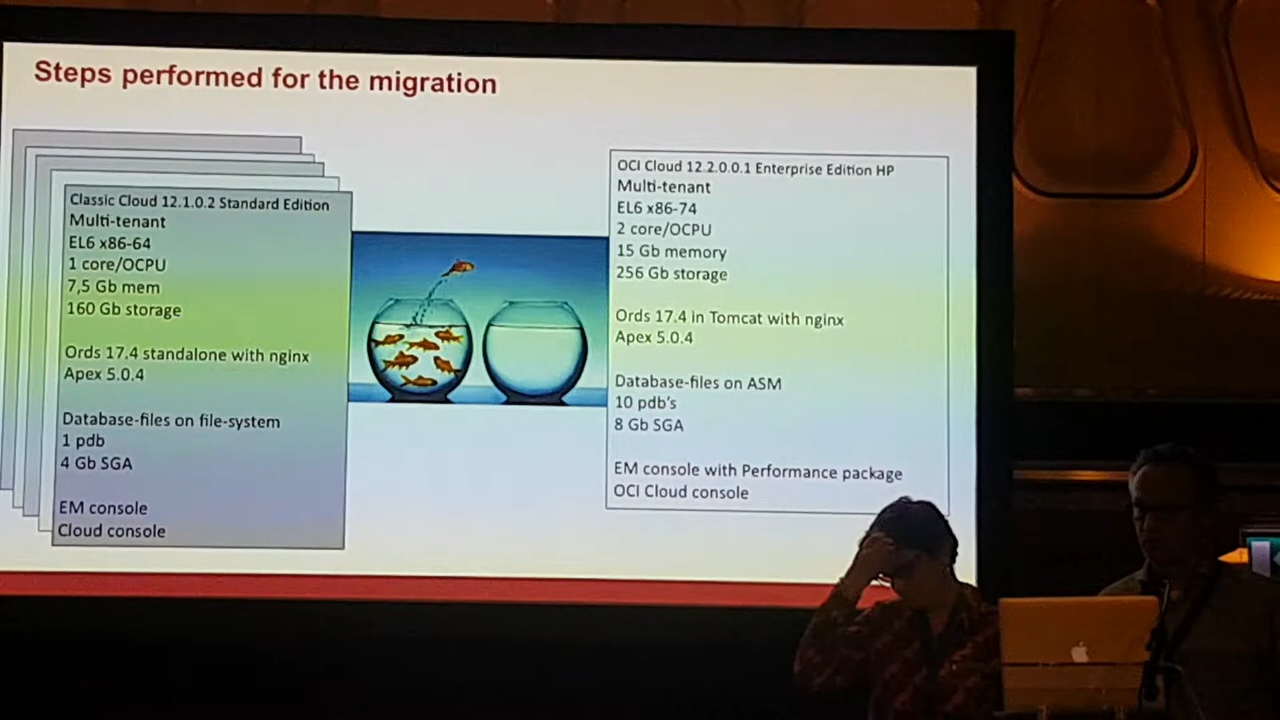 Steps performed for the migration
Classic Cloud 12.1.0.2 Standard Edition
Multi-tenant
EL6 x86-64
1 core/OCPU
7,5 Gb mem
160 Gb storage
Ords 17.4 standalone with nginx
Apex 5.0.4
Database-files on file-system
1 pdb
4 Gb SGA
EM console
Cloud console
OCI Cloud 12.2.0.0.1 Enterprise Edition HP
Multi-tenant
EL6 x86-74
2 core/OCPU
15 Gb memory
256 Gb storage
Ords 17.4 in Tomcat with nginx
Apex 5.0.4
Database-files on ASM
10 pdb's
8 Gb SGA
EM console with Performance package
OCI Cloud console